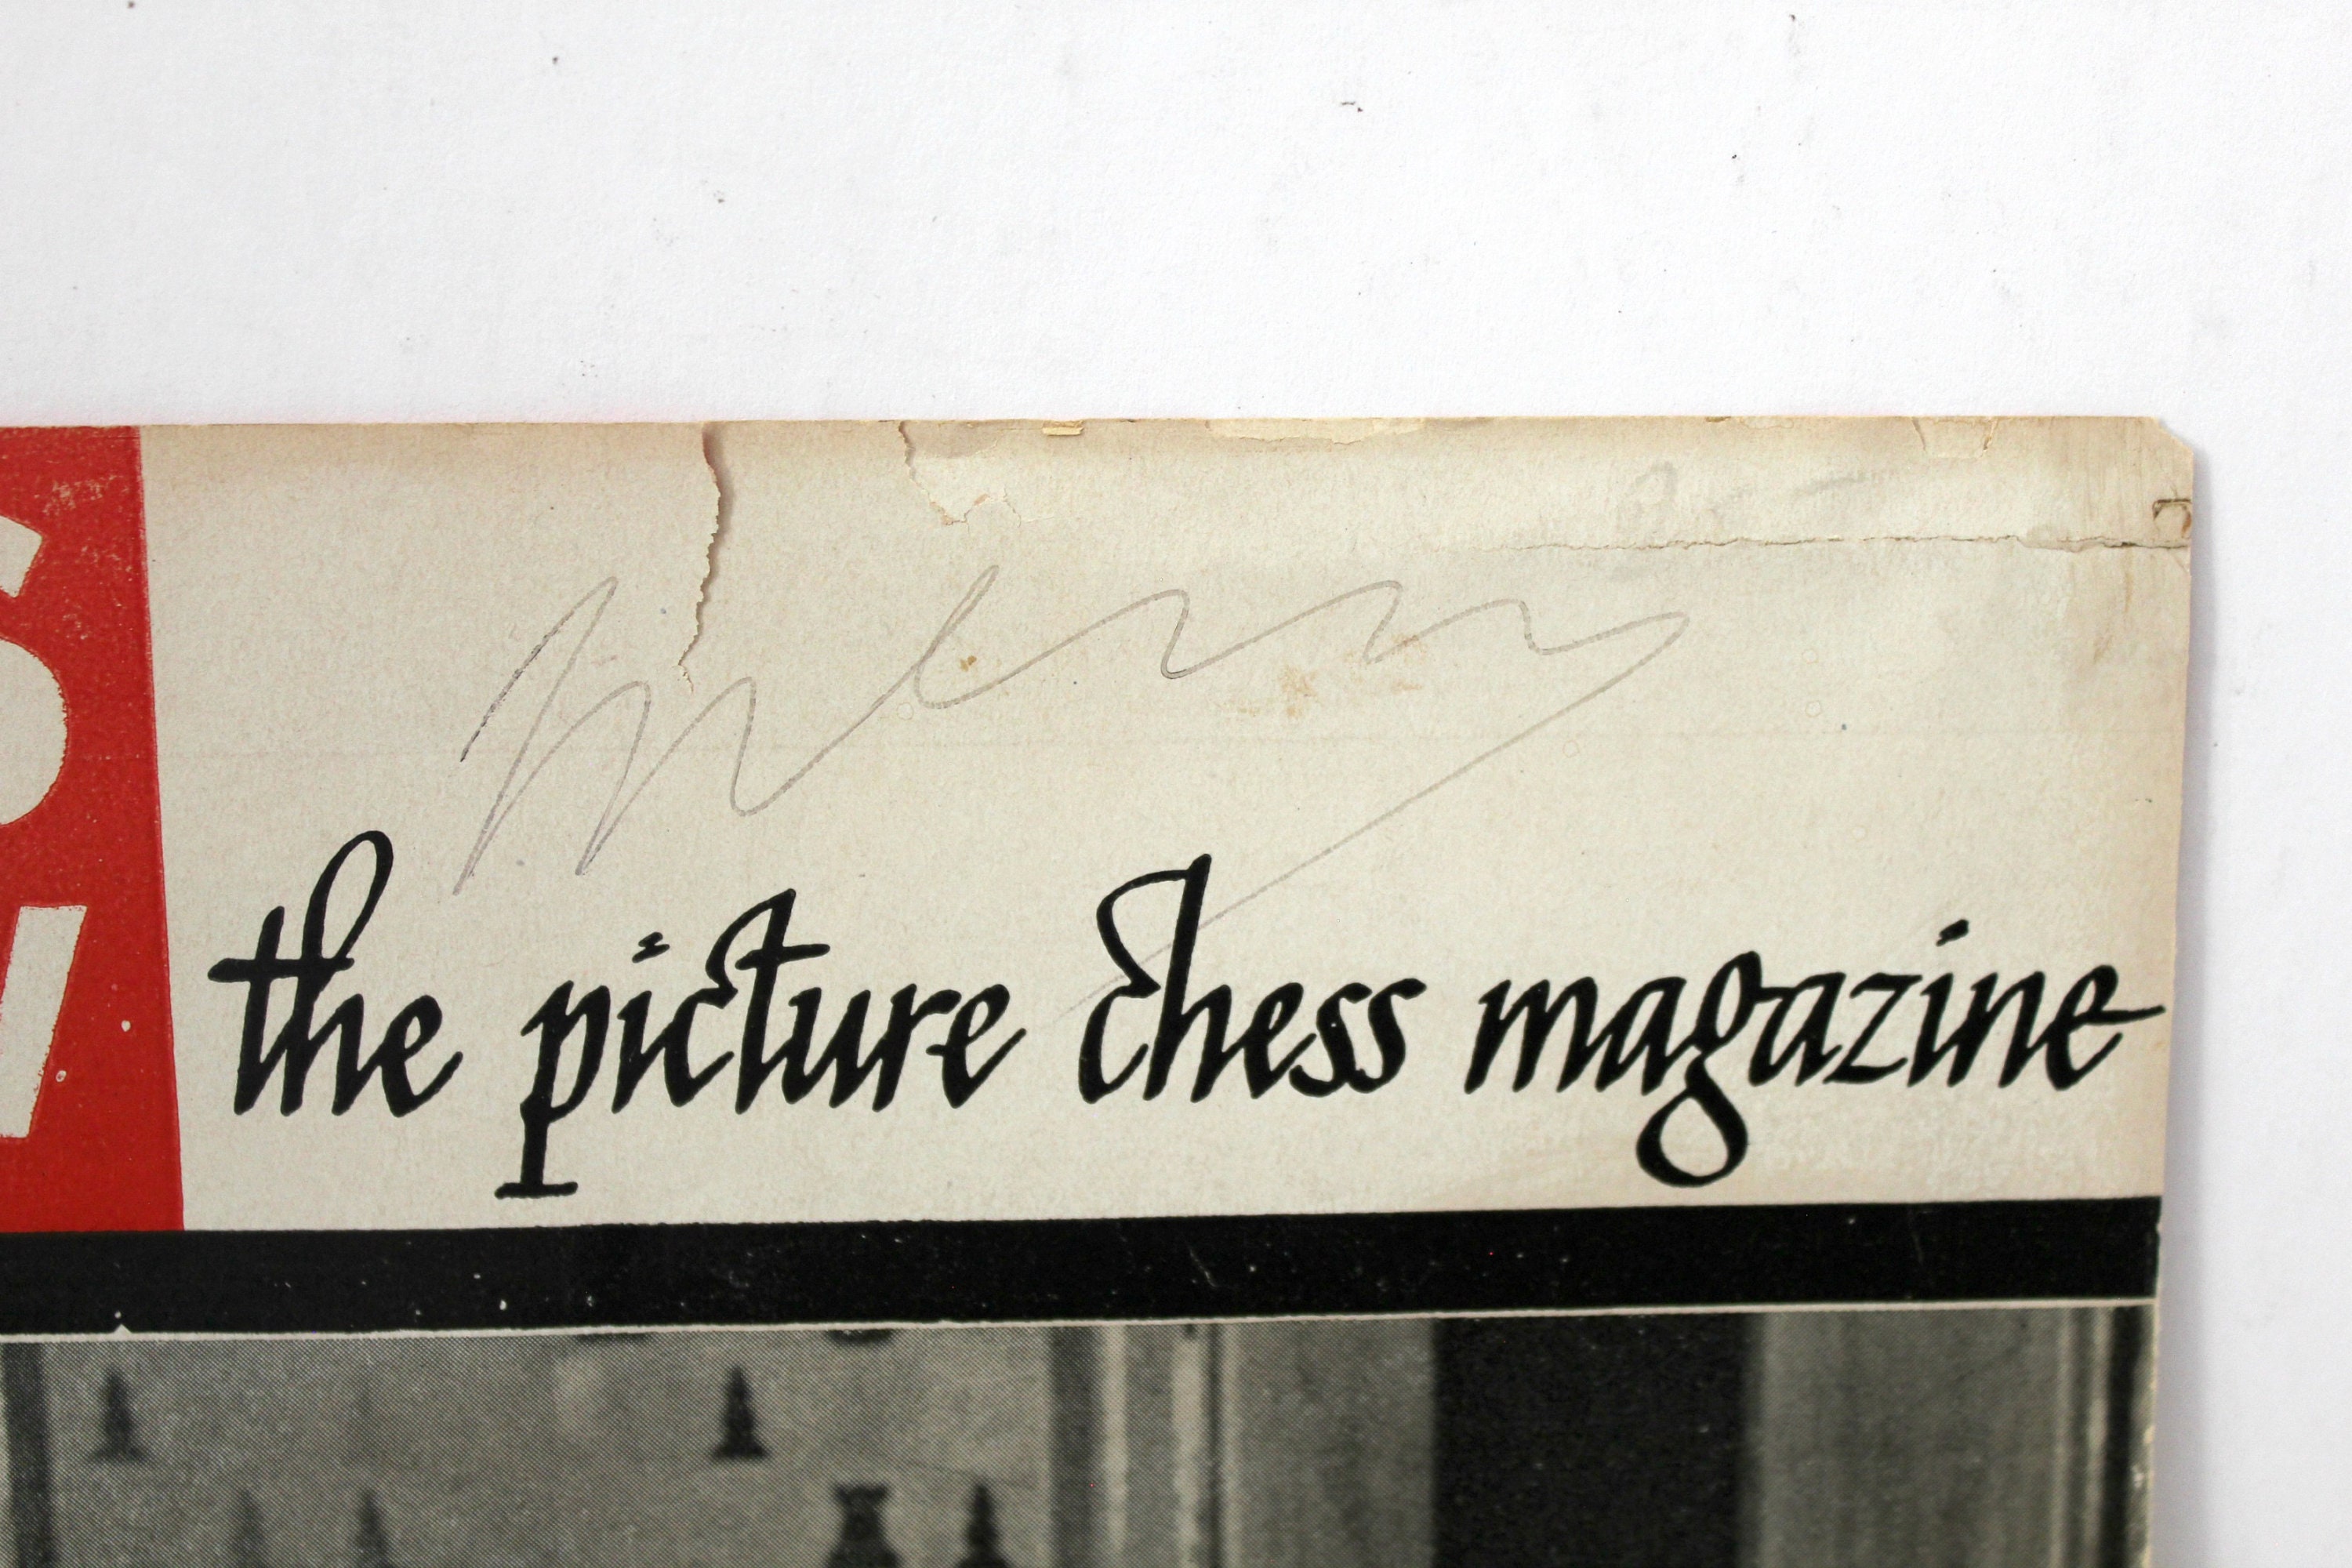 S
the picture chess magazine